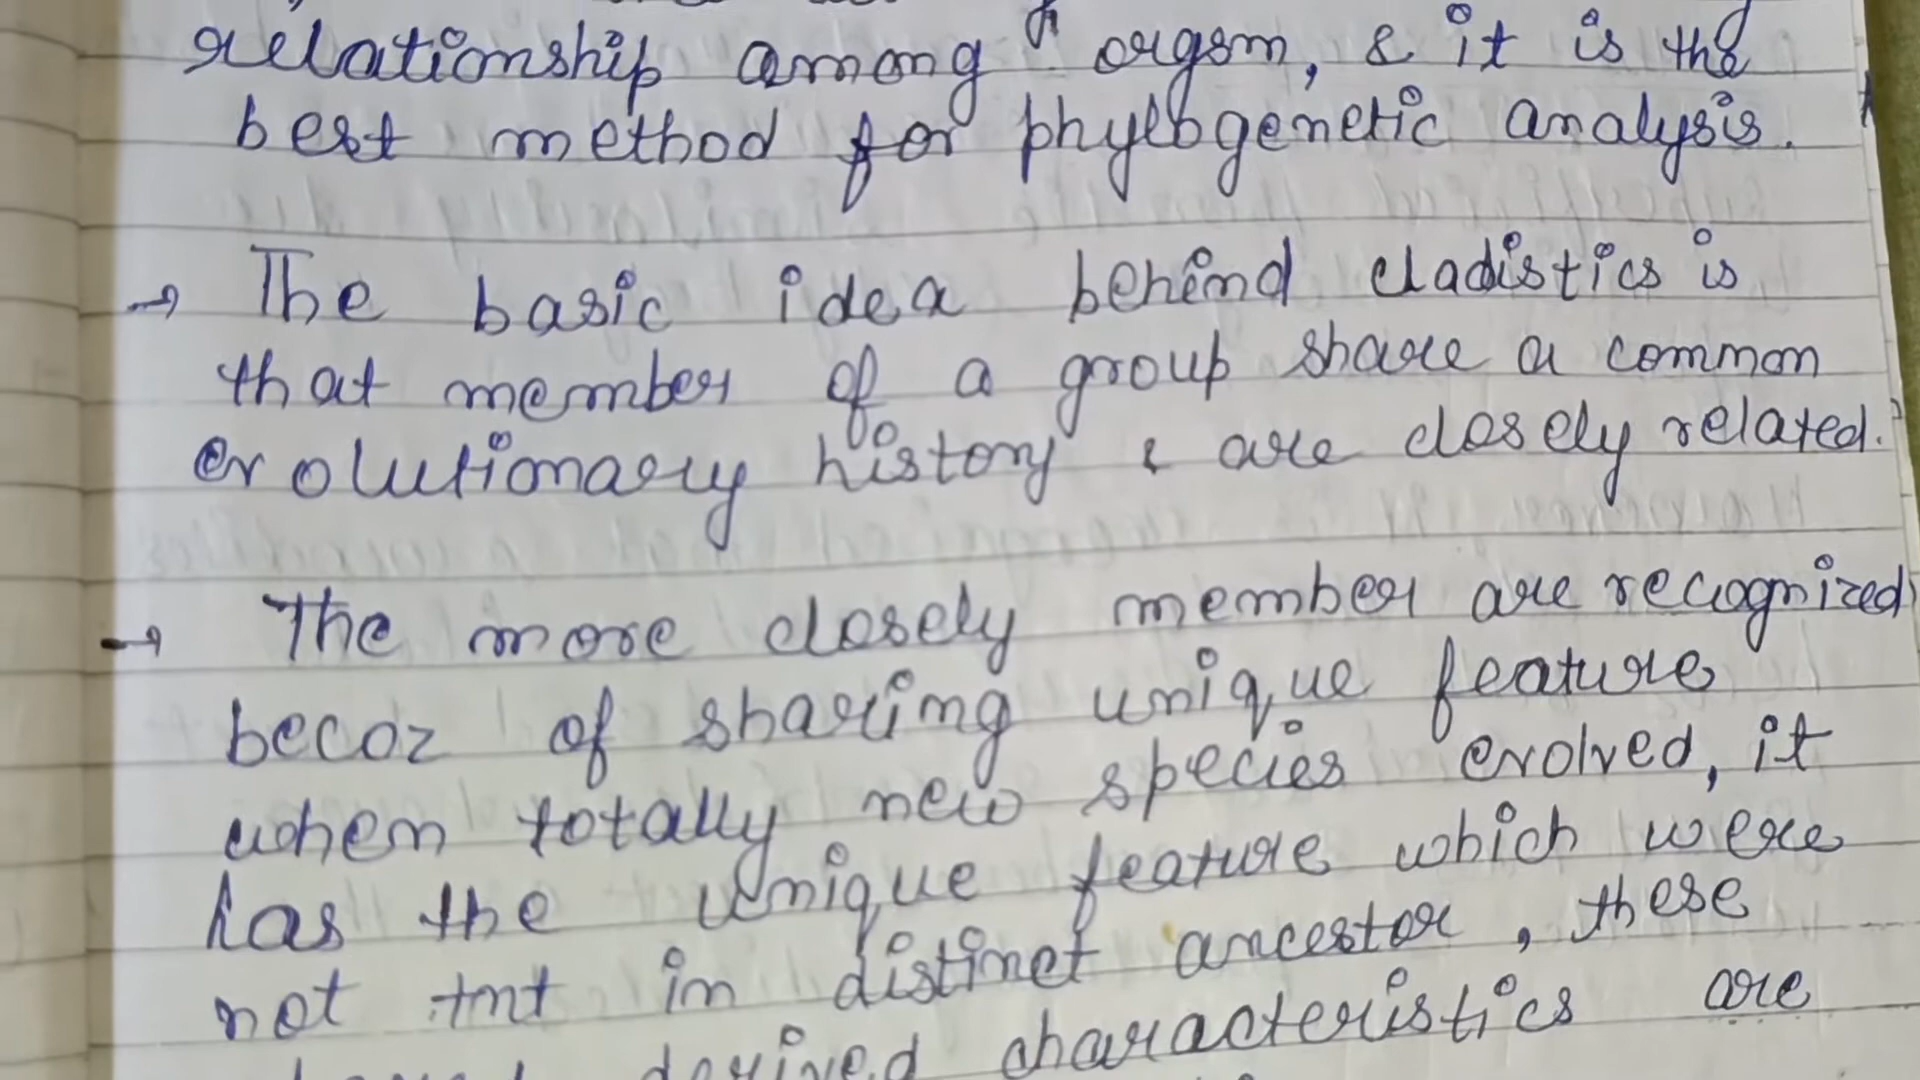 relationship among orgsm, & it is the
best method for phylogenetic analysis.
→ The basic idea behind cladistics is
that member of a group share a common
evolutionary history & are closely related.
→ The more closely member are recognized
becoz of sharing unique feature
when totally new species evolved, it
has the unique feature which were
not tnt in distinct ancestor, these
derived characteristics are